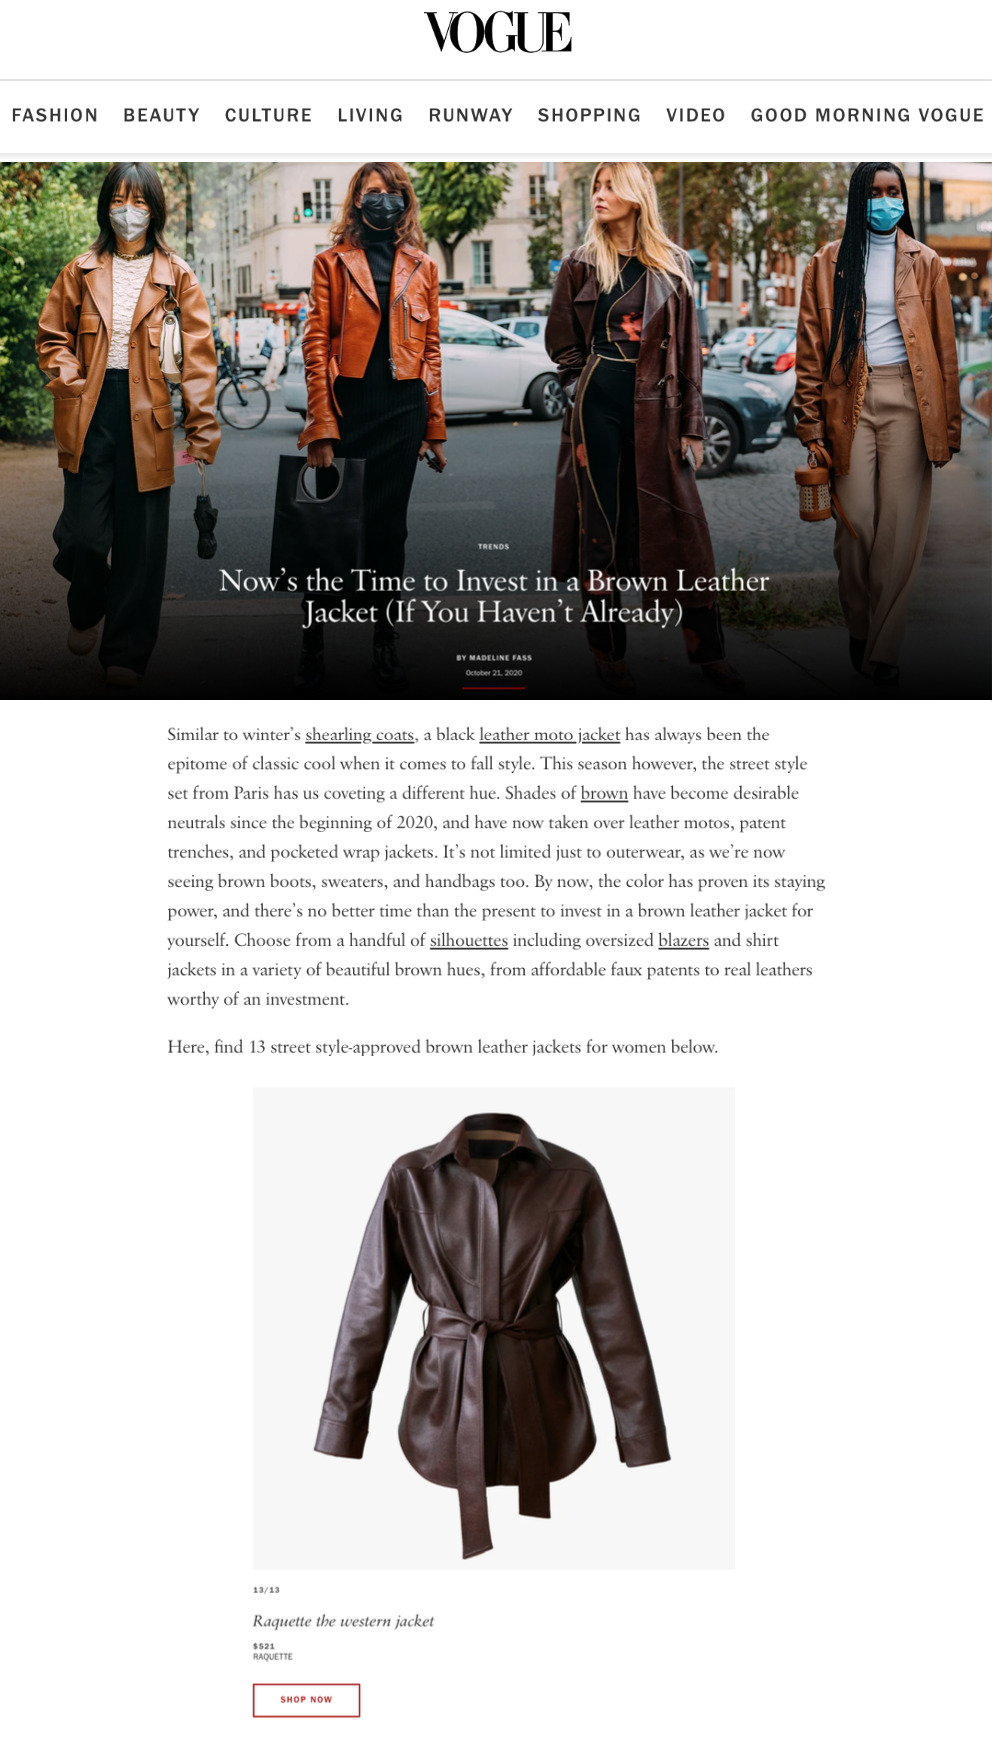 VOGUE
FASHION BEAUTY CULTURE LIVING RUNWAY SHOPPING VIDEO GOOD MORNING VOGUE
TRENDS
Now’s the Time to Invest in a Brown Leather
Jacket (If You Haven’t Already)
BY MADELINE FASS
October 21, 2020
Similar to winter’s shearling coats, a black leather moto jacket has always been the
epitome of classic cool when it comes to fall style. This season however, the street style
set from Paris has us coveting a different hue. Shades of brown have become desirable
neutrals since the beginning of 2020, and have now taken over leather motos, patent
trenches, and pocketed wrap jackets. It’s not limited just to outerwear, as we’re now
seeing brown boots, sweaters, and handbags too. By now, the color has proven its staying
power, and there’s no better time than the present to invest in a brown leather jacket for
yourself. Choose from a handful of silhouettes including oversized blazers and shirt
jackets in a variety of beautiful brown hues, from affordable faux patents to real leathers
worthy of an investment.
Here, find 13 street style-approved brown leather jackets for women below.
13/13
Raquette the western jacket
$521
RAQUETTE
SHOP NOW